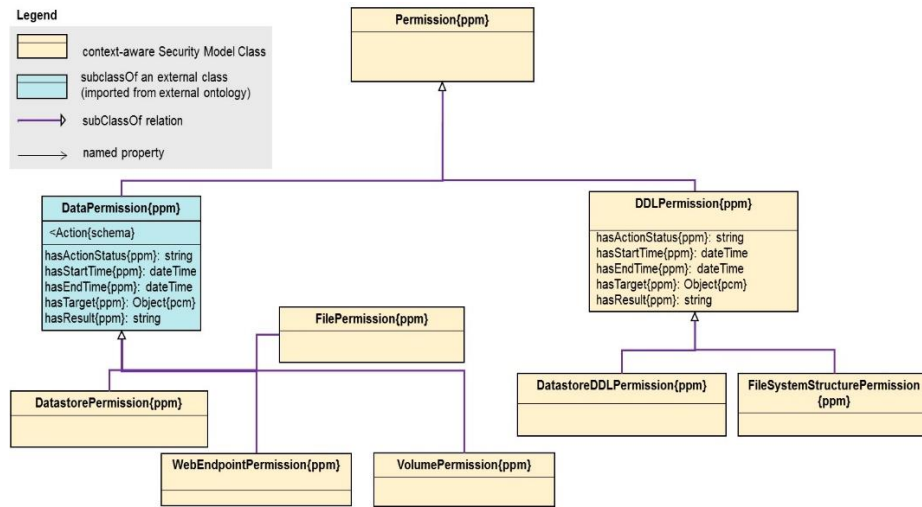 Legend
context-aware Security Model Class
subclassOf an external class
(imported from external ontology)
subClassOf relation
named property
Permission{ppm}
DataPermission{ppm}
<Action{schema}
hasActionStatus{ppm}: string
hasStartTime{ppm}: dateTime
hasEndTime{ppm}: dateTime
hasTarget{ppm}: Object{pcm}
hasResult{ppm}: string
DDLPermission{ppm}
hasActionStatus{ppm}: string
hasStartTime{ppm}: dateTime
hasEndTime{ppm}: dateTime
hasTarget{ppm}: Object{pcm}
hasResult{ppm}: string
FilePermission{ppm}
DatastorePermission{ppm}
WebEndpointPermission{ppm}
VolumePermission{ppm}
DatastoreDDLPermission{ppm}
FileSystemStructurePermission
{ppm}